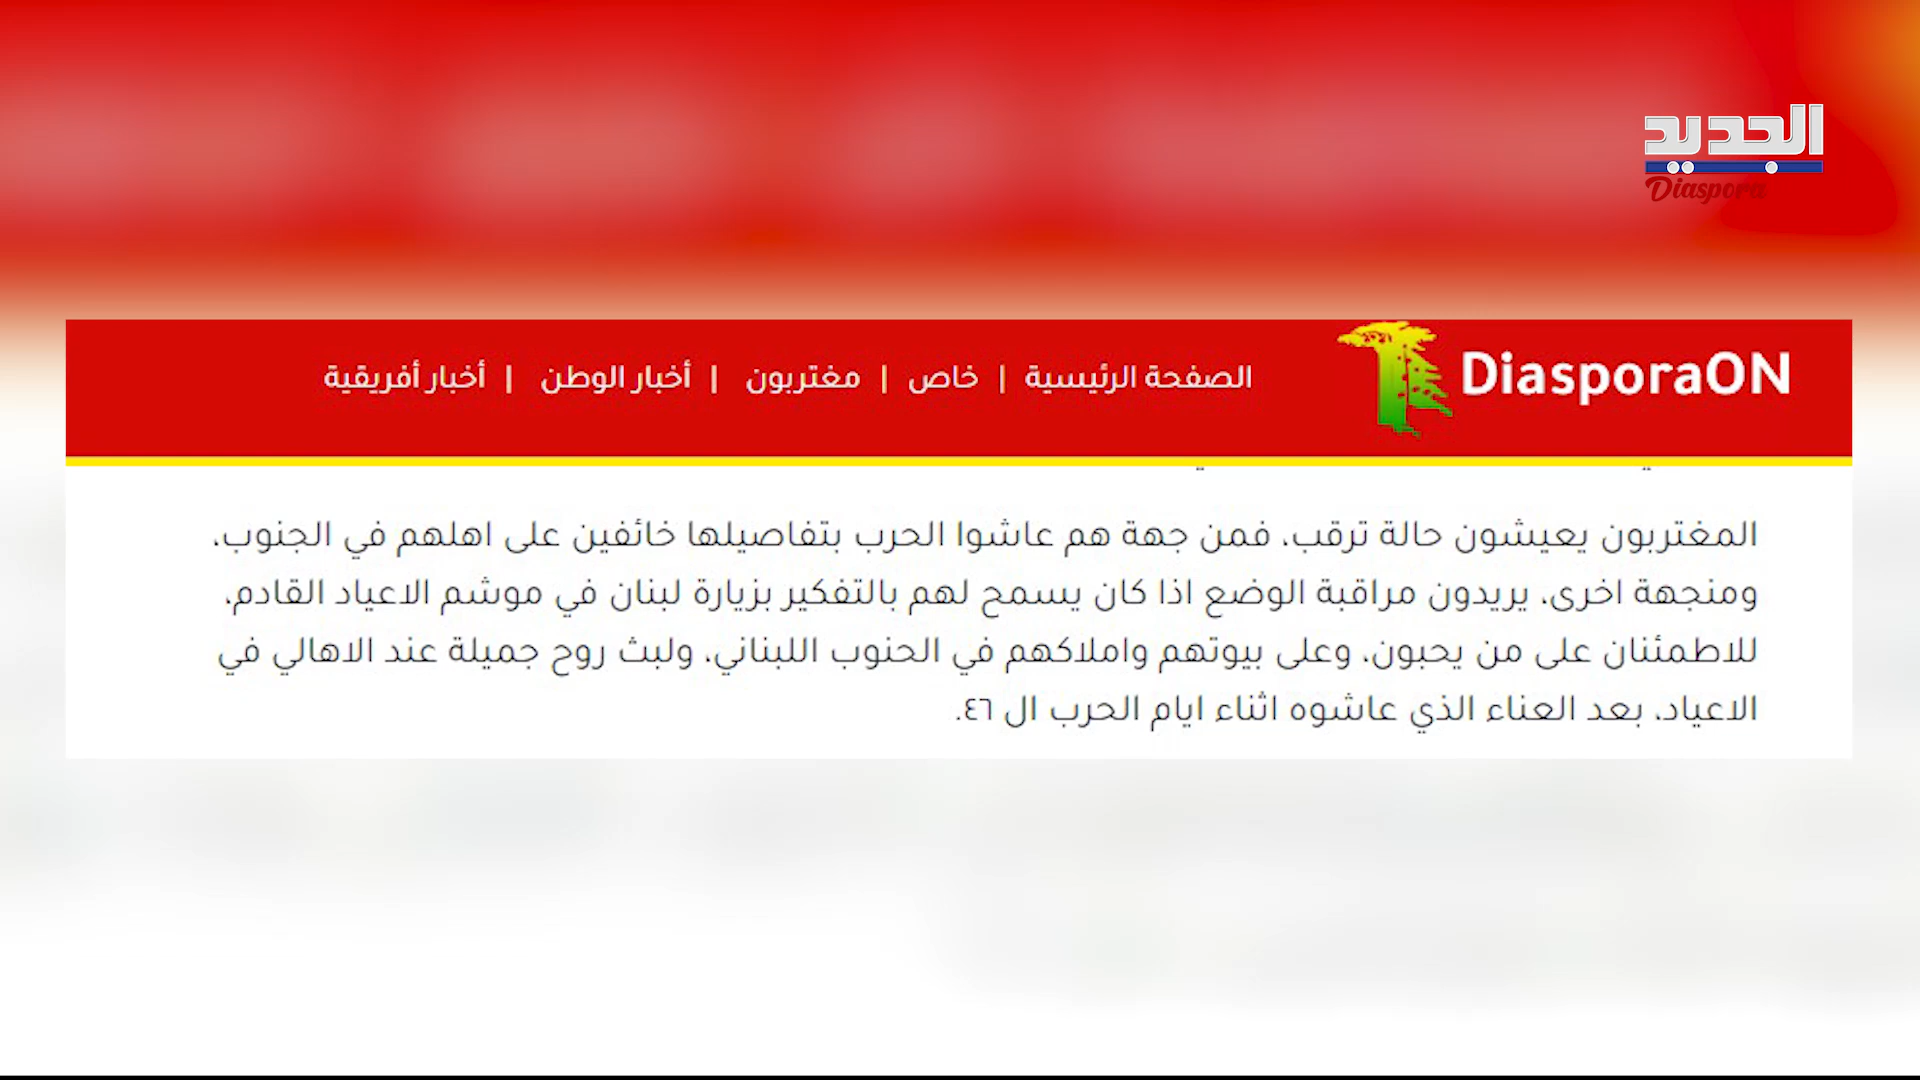 الجديد
Diaspora
DiasporaON
الصفحة الرئيسية | خاص | مغتربون | أخبار الوطن | أخبار أفريقية
المغتربون يعيشون حالة ترقب، فمن جهة هم عاشوا الحرب بتفاصيلها خائفين على اهلهم في الجنوب،
ومنجهة اخرى، يريدون مراقبة الوضع اذا كان يسمح لهم بالتفكير بزيارة لبنان في موشم الاعياد القادم،
للاطمئنان على من يحبون، وعلى بيوتهم واملاكهم في الحنوب اللبناني، ولبث روح جميلة عند الاهالي في
الاعياد، بعد العناء الذي عاشوه اثناء ايام الحرب ال ٤٦.